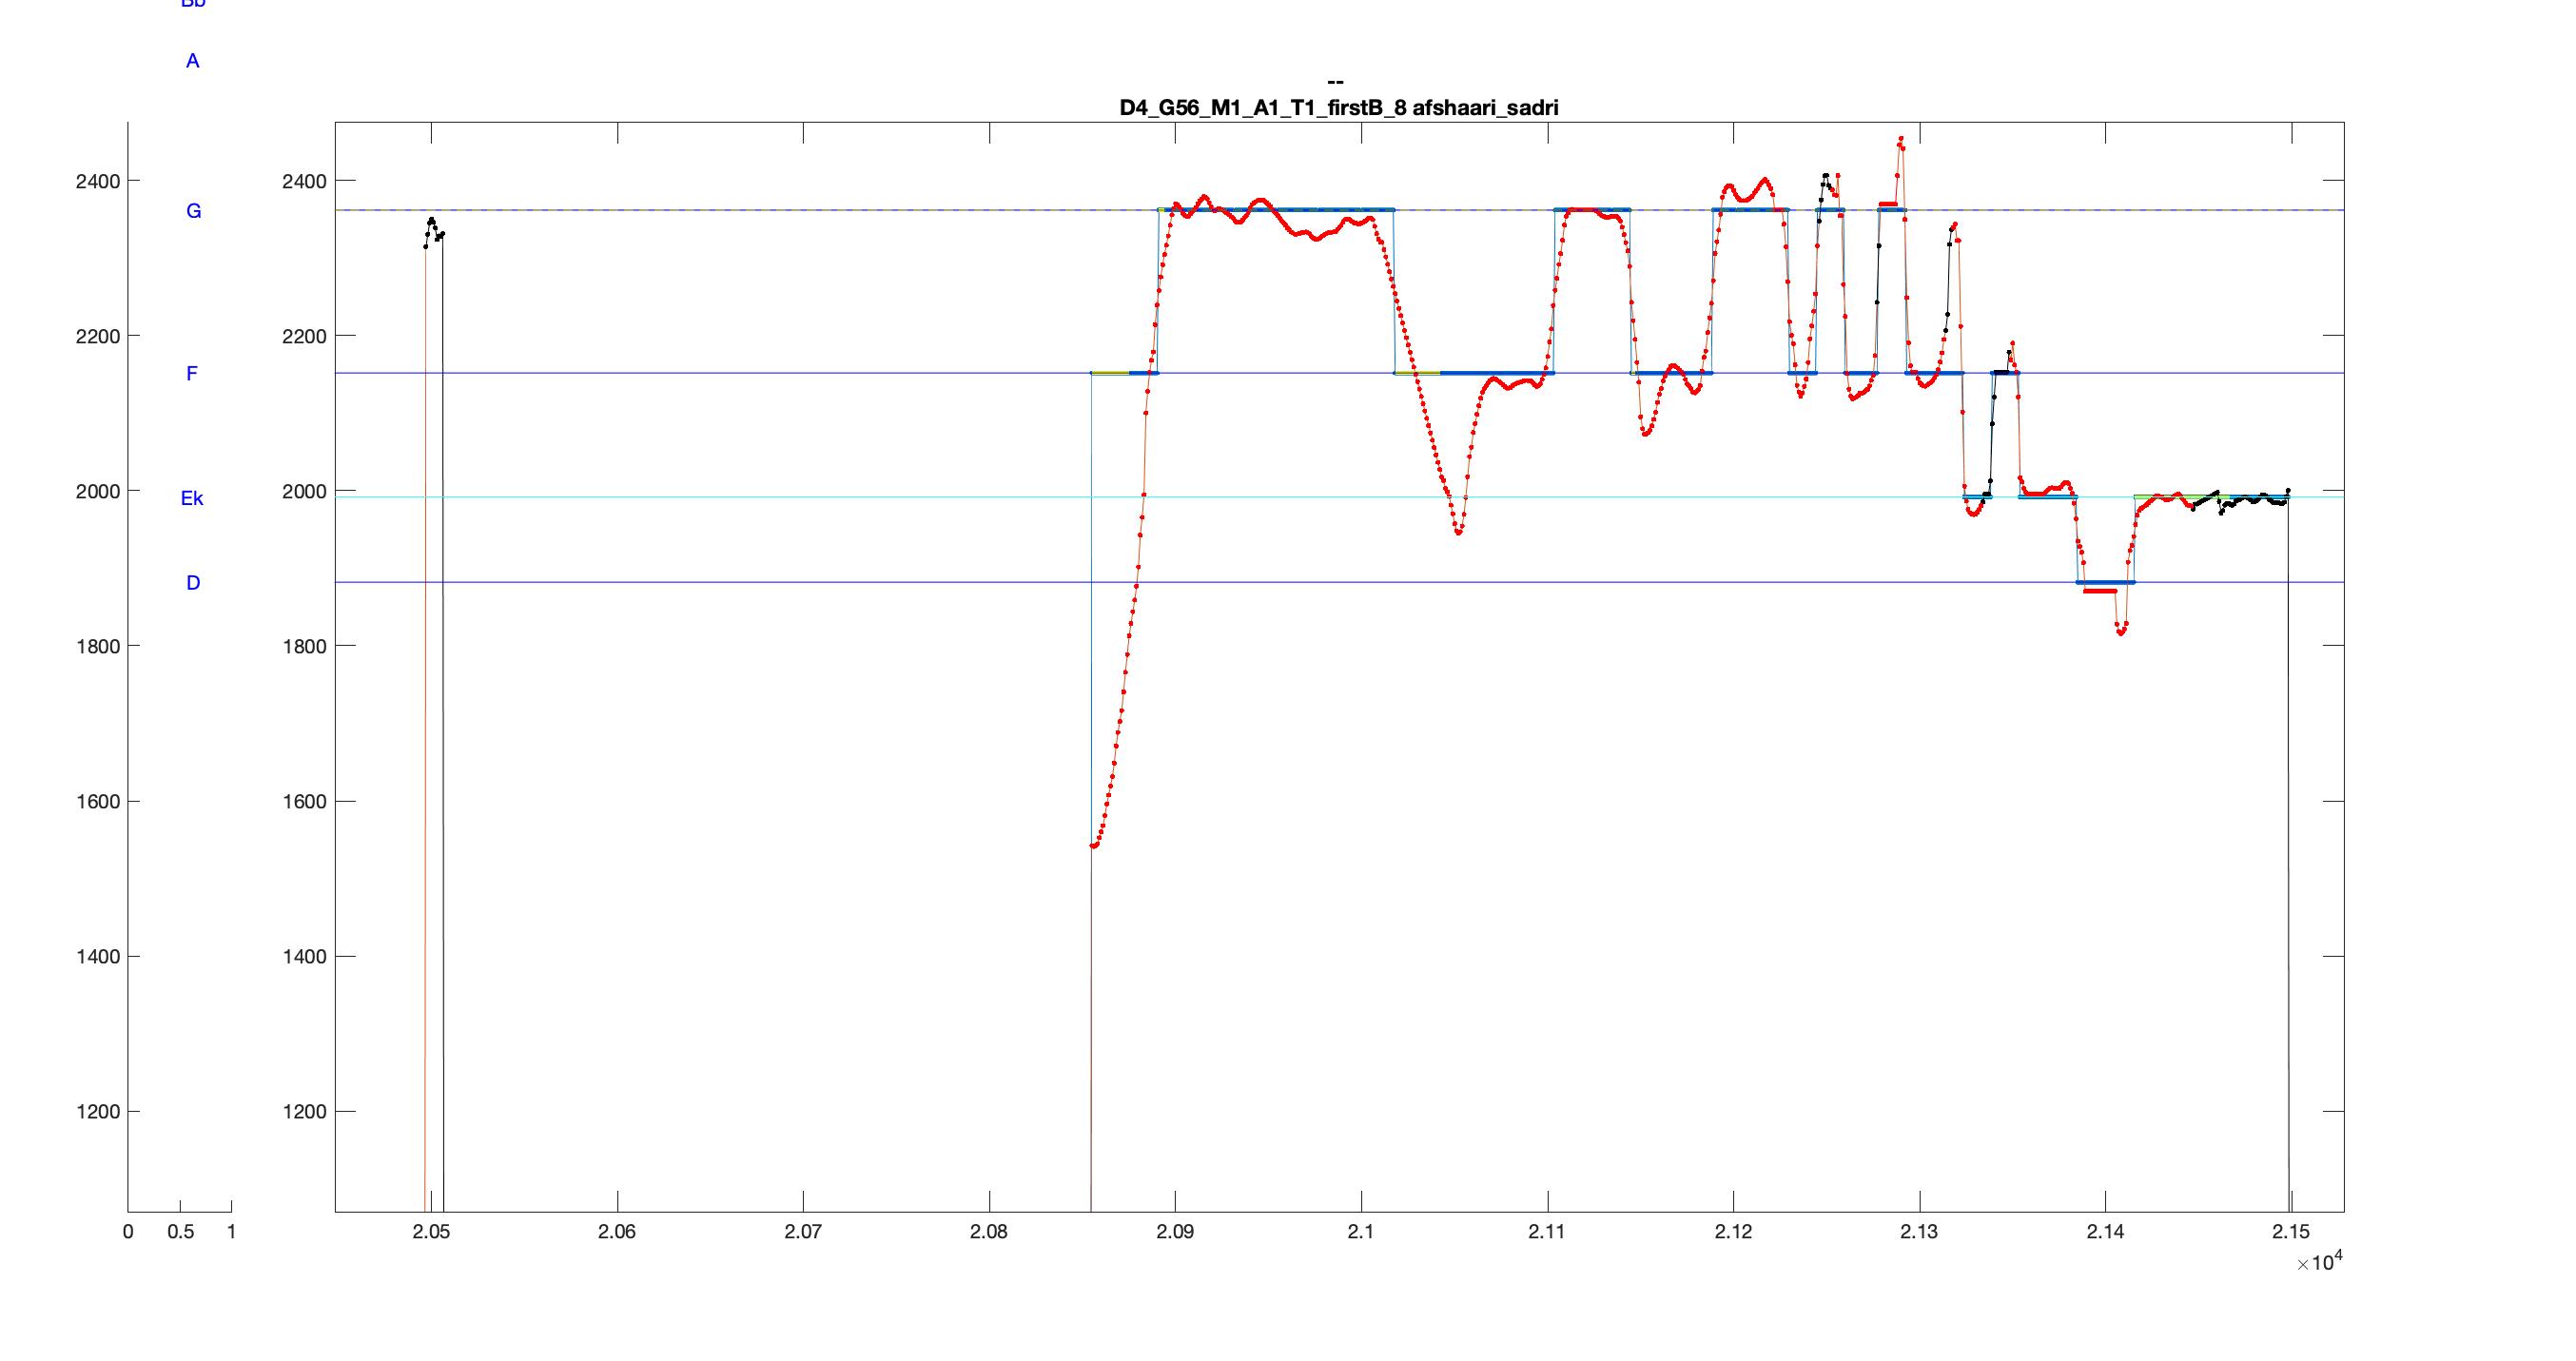 Bb
A
--
D4_G56_M1_A1_T1_firstB_8 afshaari_sadri
2400
G
2400
2200
2200
F
2000
Ek
2000
D
1800
1800
1600
1600
1400
1400
1200
1200
0 0.5 1
2.05 2.06 2.07 2.08 2.09 2.1 2.11 2.12 2.13 2.14 2.15
×10⁴